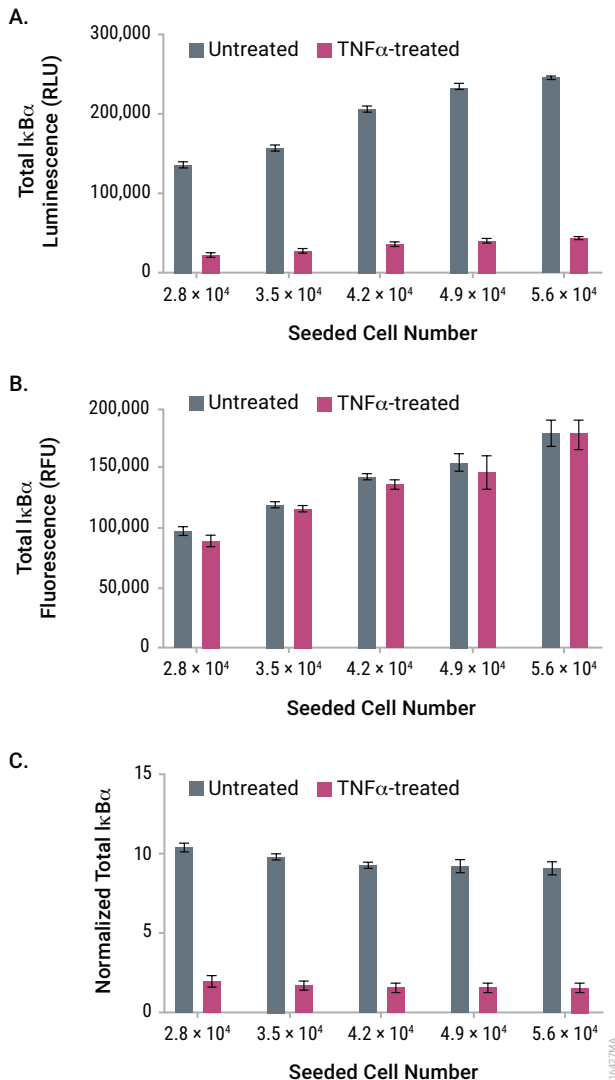 A.
300,000
Untreated TNFα-treated
200,000
100,000
0
Total IκBα
Luminescence (RLU)
2.8 × 10⁴ 3.5 × 10⁴ 4.2 × 10⁴ 4.9 × 10⁴ 5.6 × 10⁴
Seeded Cell Number
B.
200,000
Untreated TNFα-treated
150,000
100,000
50,000
0
Total IκBα
Fluorescence (RFU)
2.8 × 10⁴ 3.5 × 10⁴ 4.2 × 10⁴ 4.9 × 10⁴ 5.6 × 10⁴
Seeded Cell Number
C.
15
Untreated TNFα-treated
10
5
0
Normalized Total IκBα
2.8 × 10⁴ 3.5 × 10⁴ 4.2 × 10⁴ 4.9 × 10⁴ 5.6 × 10⁴
Seeded Cell Number
16427MA